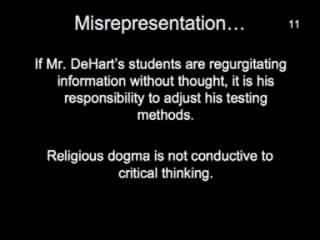 Misrepresentation…
11
If Mr. DeHart's students are regurgitating
information without thought, it is his
responsibility to adjust his testing
methods.
Religious dogma is not conductive to
critical thinking.